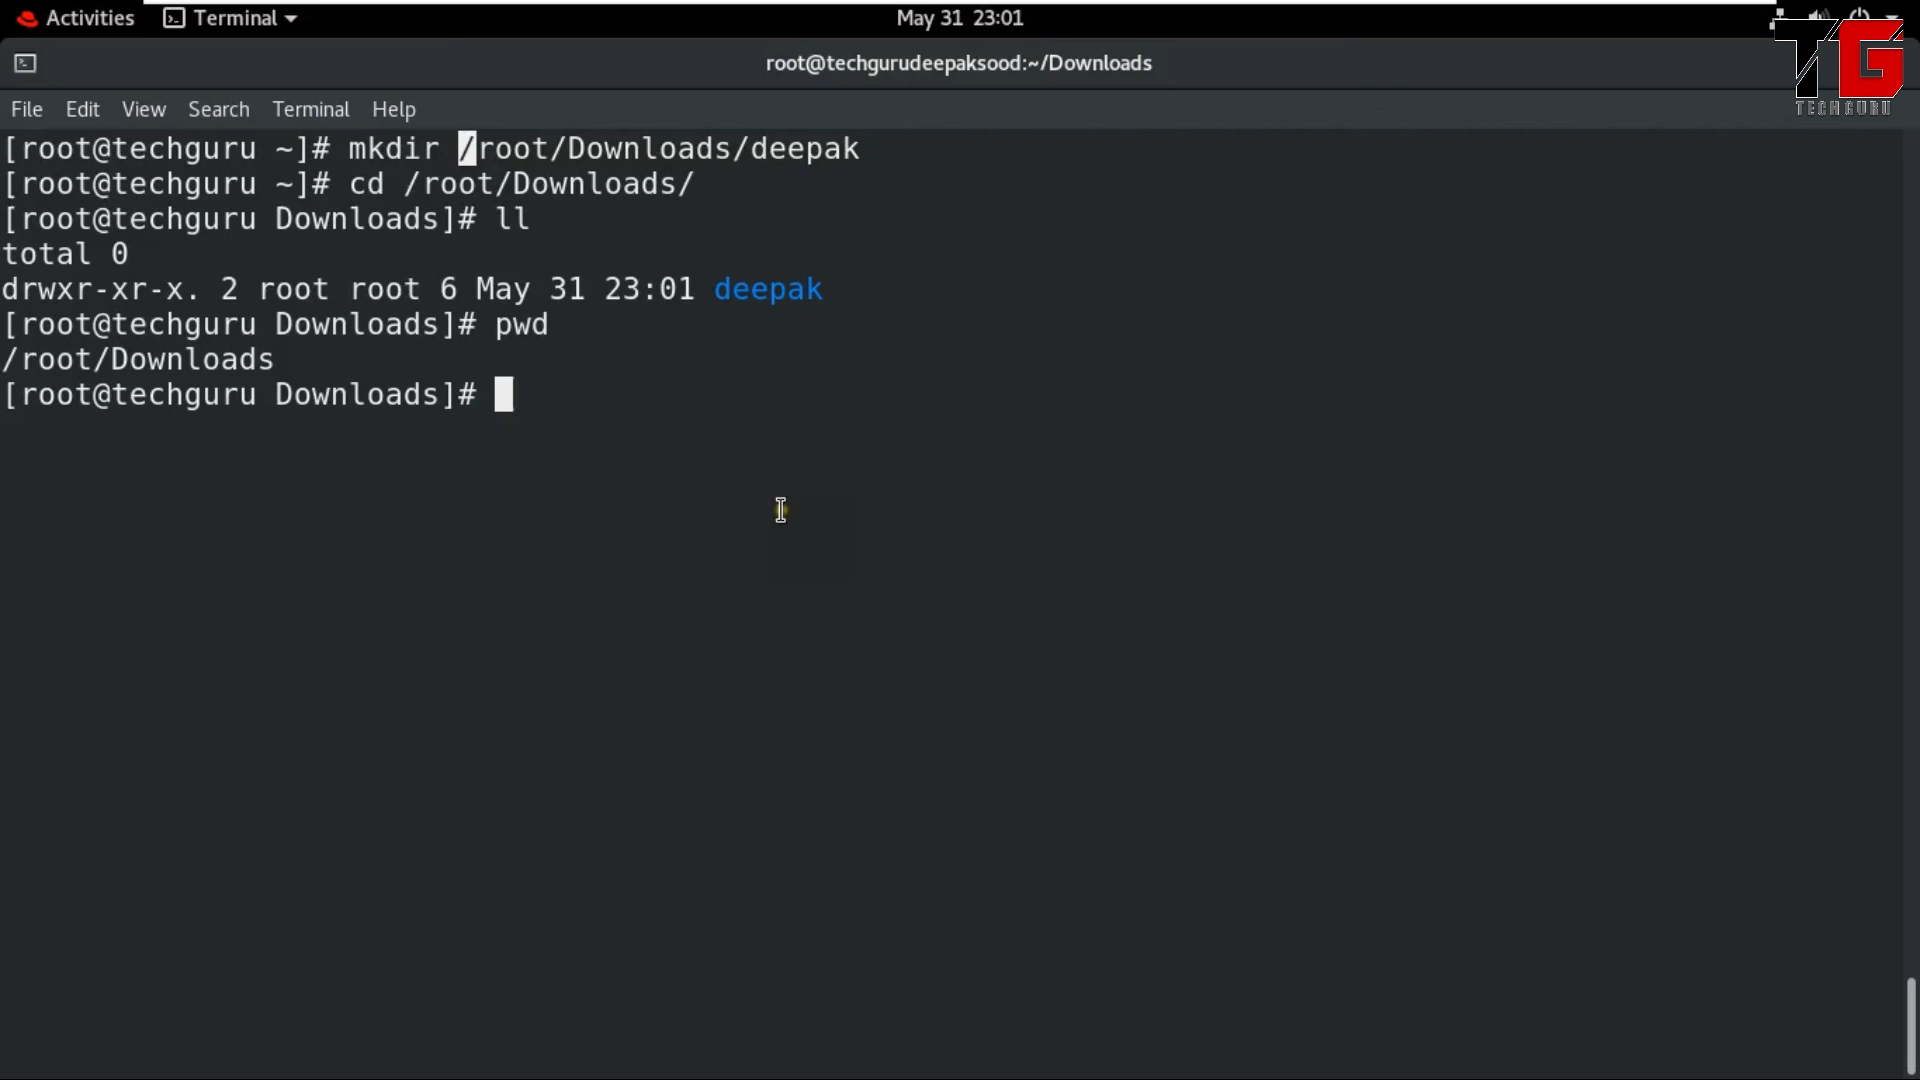 Activities Terminal May 31 23:01
root@techgurudeepaksood:~/Downloads
TG
TECH GURU
File Edit View Search Terminal Help
[root@techguru ~]# mkdir /root/Downloads/deepak
[root@techguru ~]# cd /root/Downloads/
[root@techguru Downloads]# ll
total 0
drwxr-xr-x. 2 root root 6 May 31 23:01 deepak
[root@techguru Downloads]# pwd
/root/Downloads
[root@techguru Downloads]#